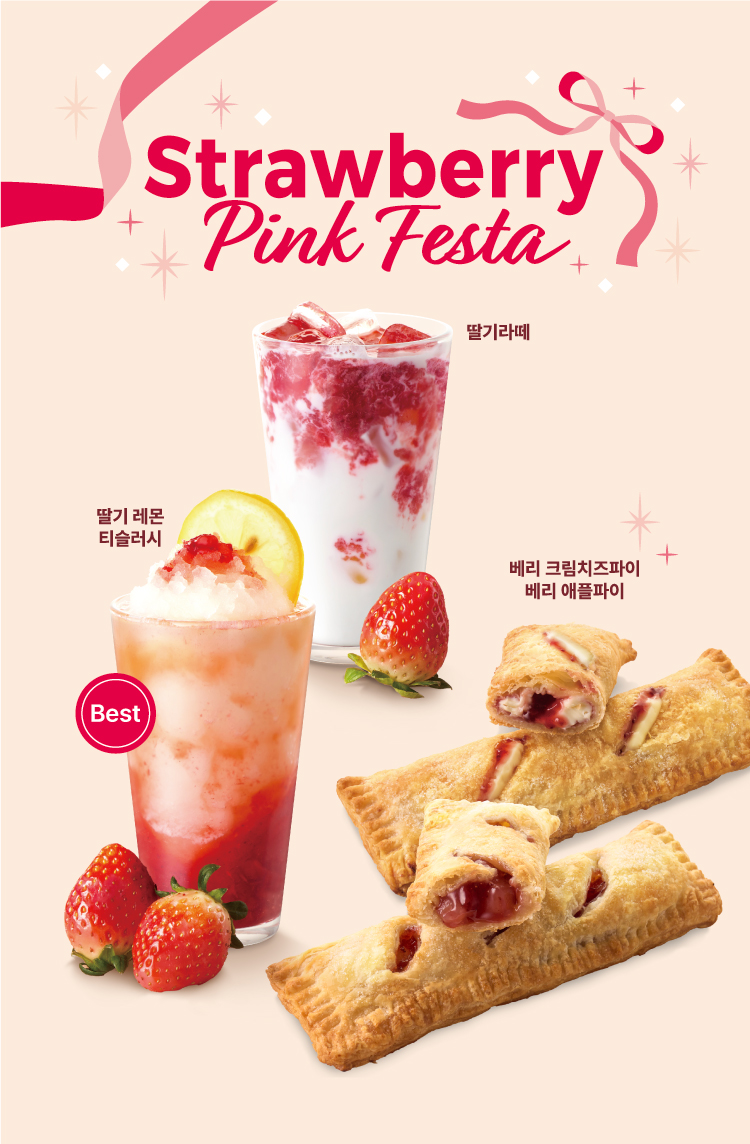 Strawberry
Pink Festa
딸기라떼
딸기 레몬
티슬러시
베리 크림치즈파이
베리 애플파이
Best